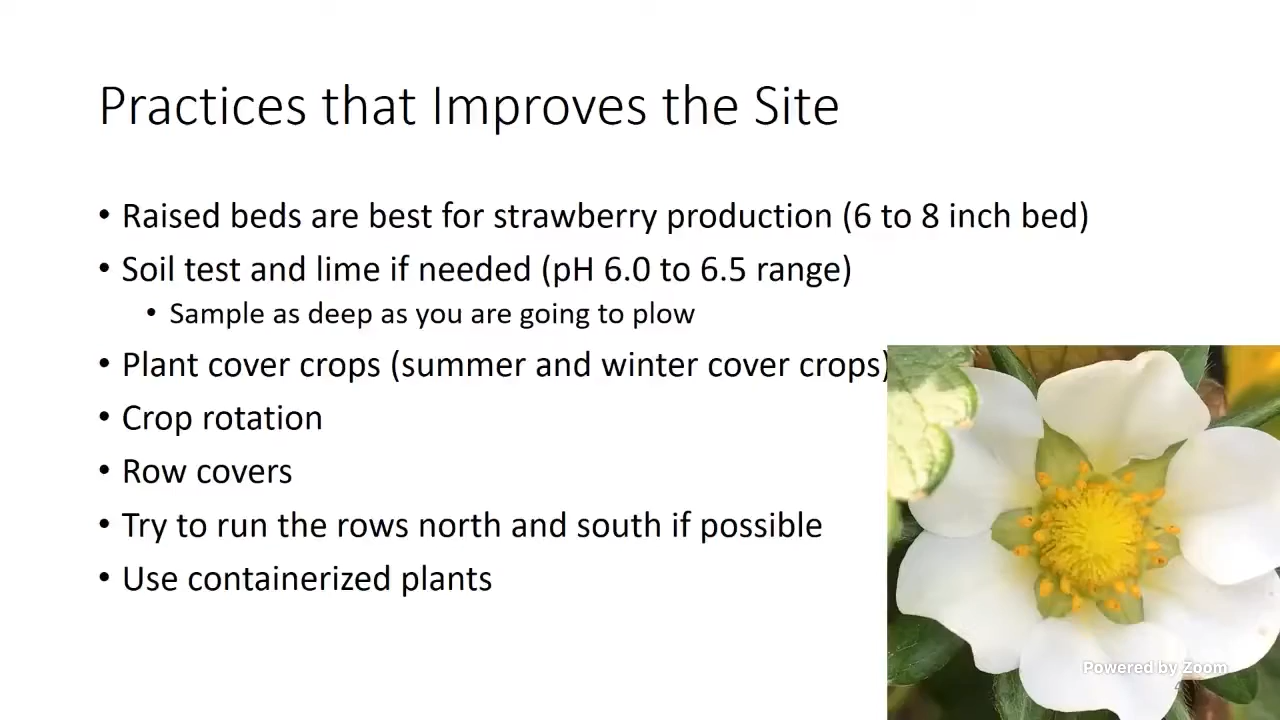 Practices that Improves the Site
• Raised beds are best for strawberry production (6 to 8 inch bed)
• Soil test and lime if needed (pH 6.0 to 6.5 range)
• Sample as deep as you are going to plow
• Plant cover crops (summer and winter cover crops)
• Crop rotation
• Row covers
• Try to run the rows north and south if possible
• Use containerized plants
Powered by Zoom